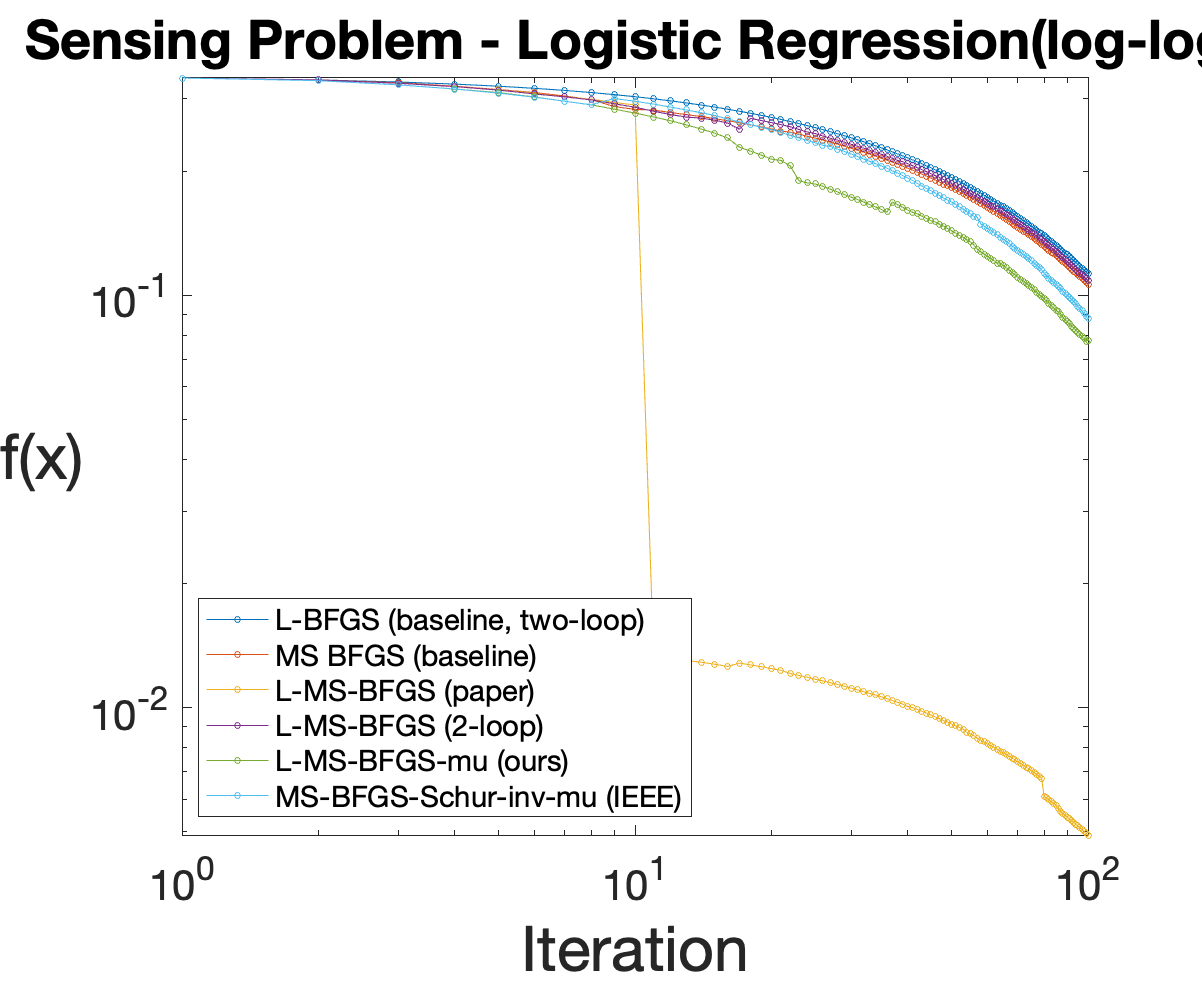 Sensing Problem - Logistic Regression(log-log
10^-1
f(x)
10^-2
L-BFGS (baseline, two-loop)
MS BFGS (baseline)
L-MS-BFGS (paper)
L-MS-BFGS (2-loop)
L-MS-BFGS-mu (ours)
MS-BFGS-Schur-inv-mu (IEEE)
10^0 10^1 10^2
Iteration